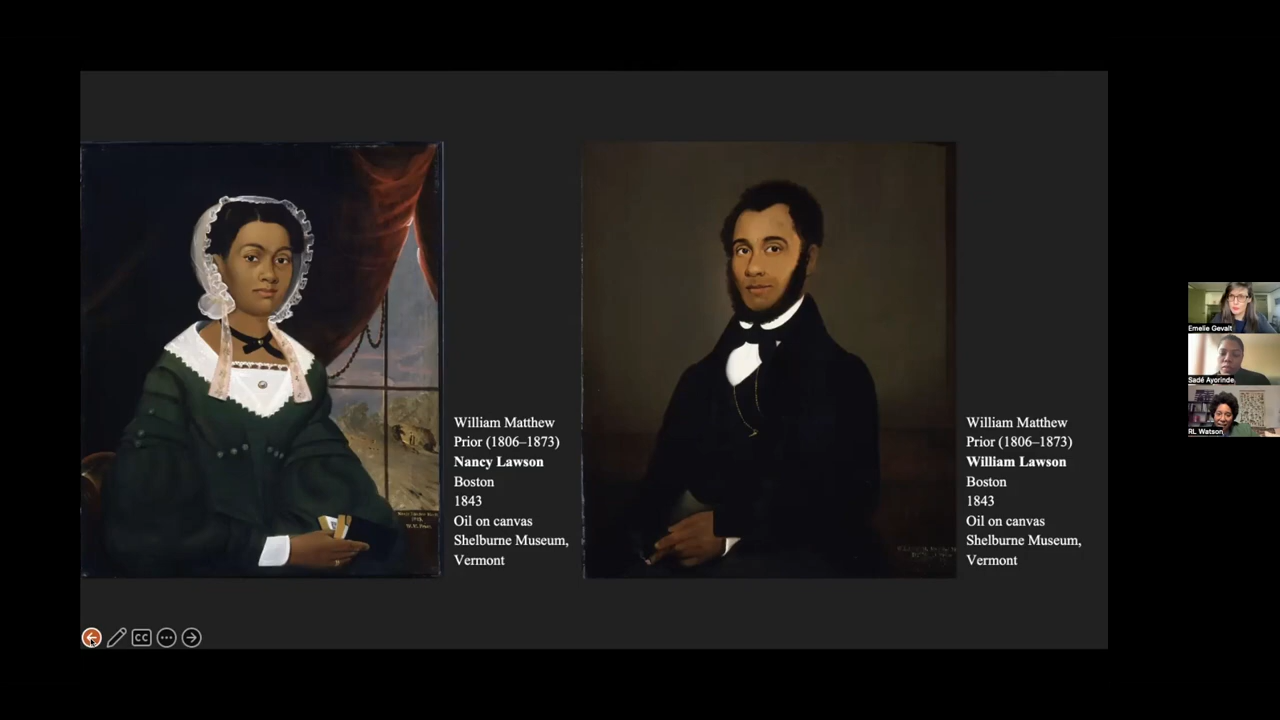 William Matthew
Prior (1806–1873)
Nancy Lawson
Boston
1843
Oil on canvas
Shelburne Museum,
Vermont
William Matthew
Prior (1806–1873)
William Lawson
Boston
1843
Oil on canvas
Shelburne Museum,
Vermont
Emelie Gevalt
Sadé Ayorinde
RL Watson
CC